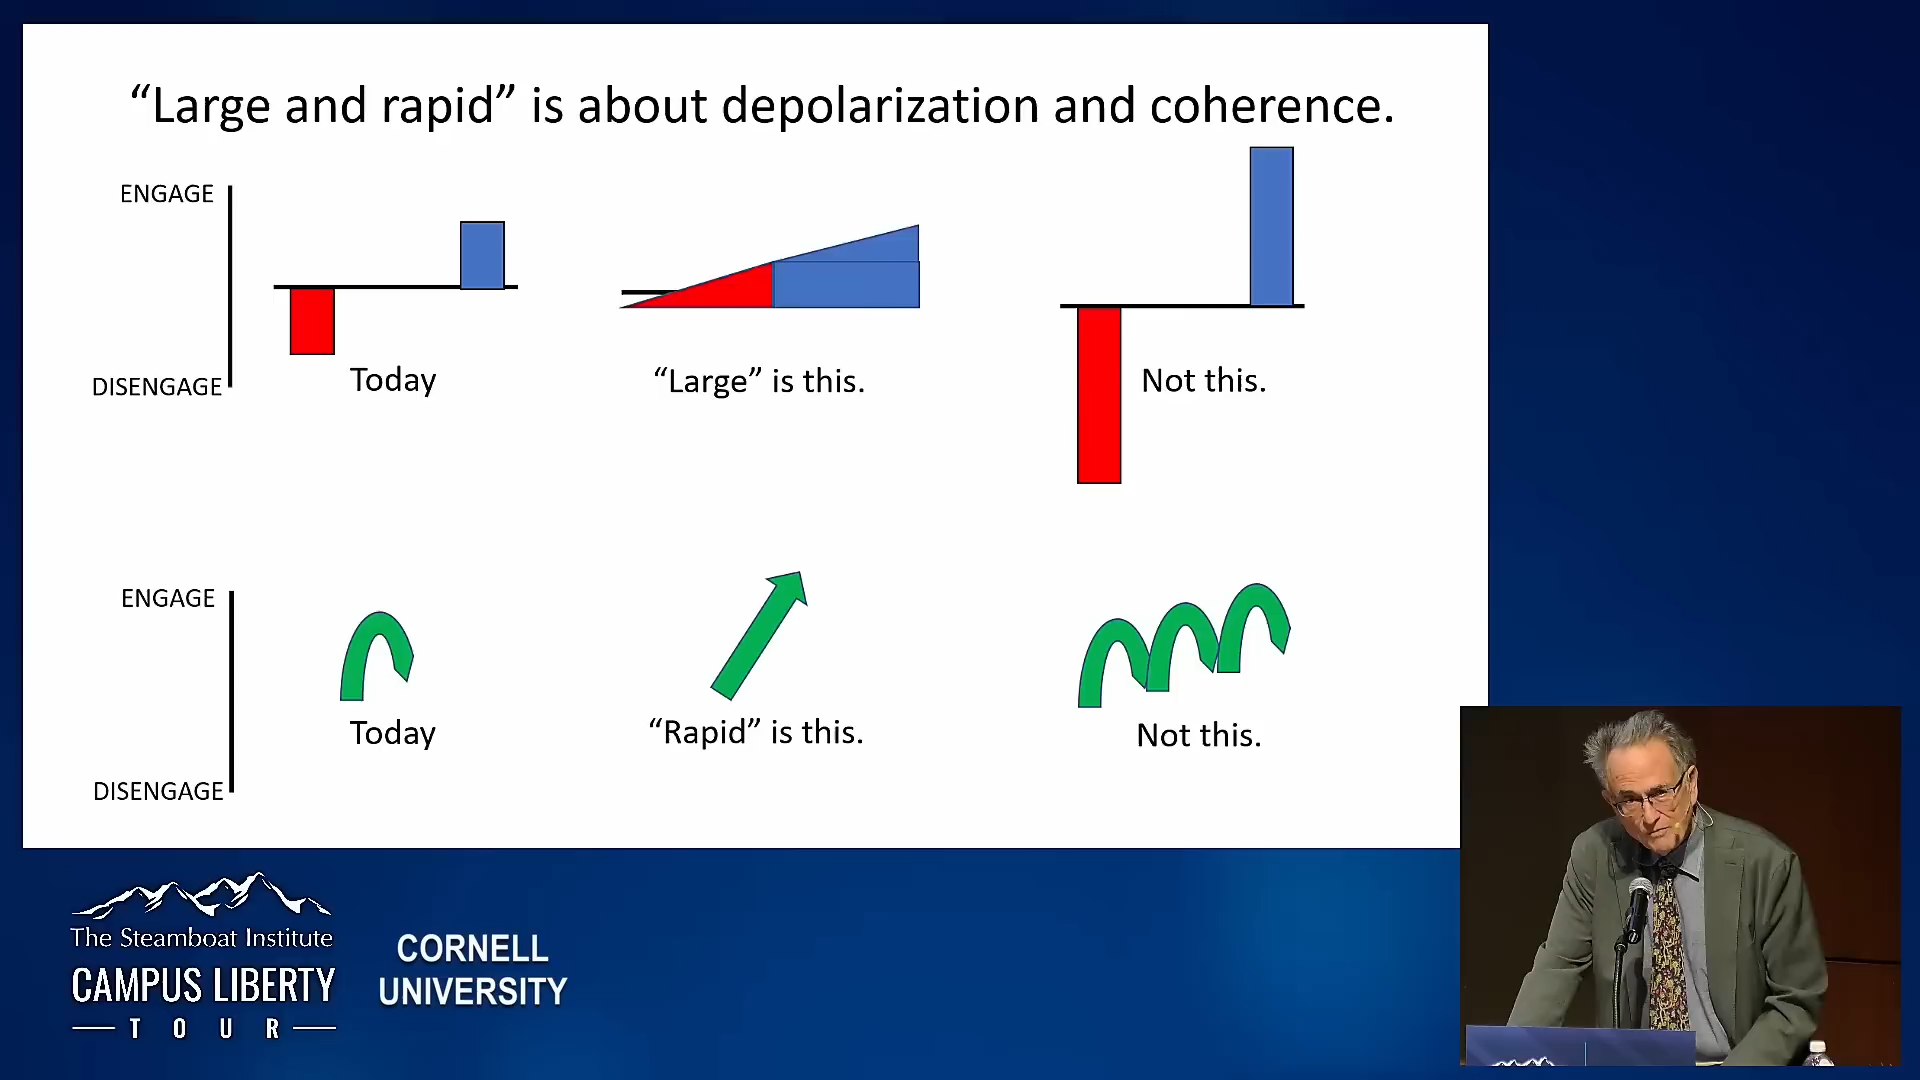 “Large and rapid” is about depolarization and coherence.
ENGAGE
DISENGAGE
Today
“Large” is this.
Not this.
ENGAGE
DISENGAGE
Today
“Rapid” is this.
Not this.
The Steamboat Institute
CAMPUS LIBERTY
TOUR
CORNELL
UNIVERSITY